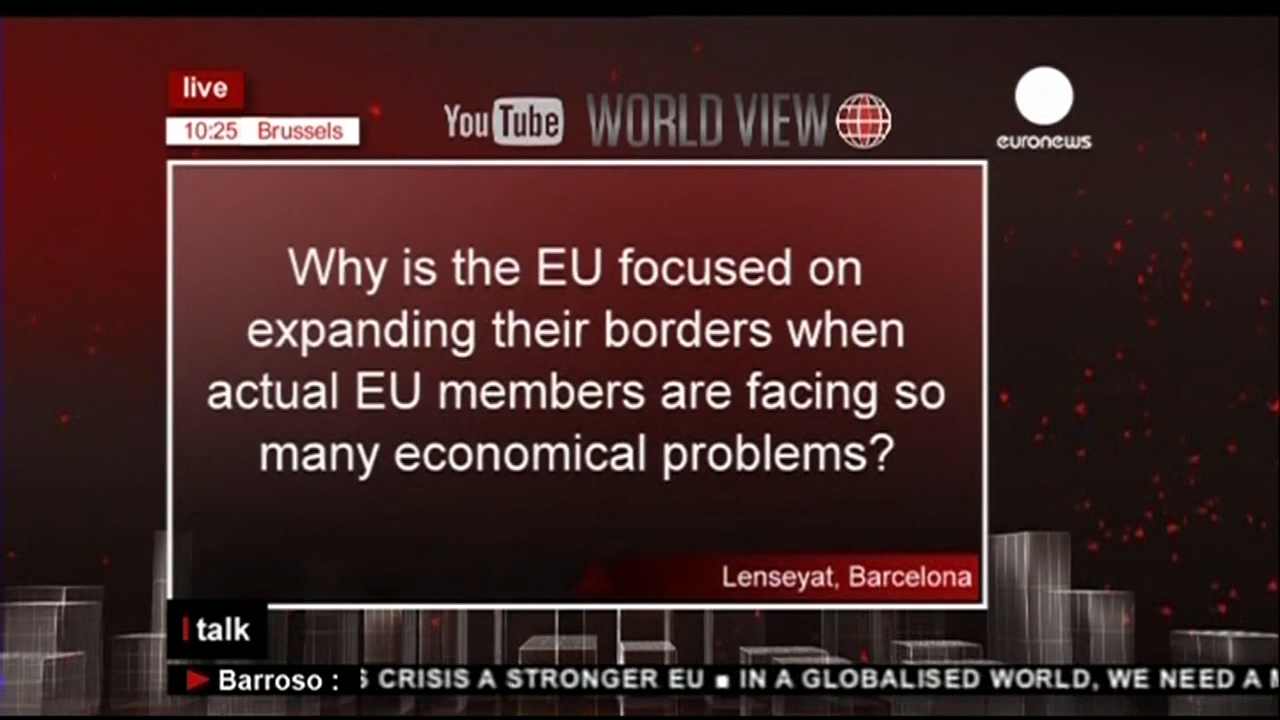 live
10:25 Brussels
YouTube WORLD VIEW
euronews
Why is the EU focused on
expanding their borders when
actual EU members are facing so
many economical problems?
Lenseyat, Barcelona
I talk
Barroso : CRISIS A STRONGER EU ■ IN A GLOBALISED WORLD, WE NEED A